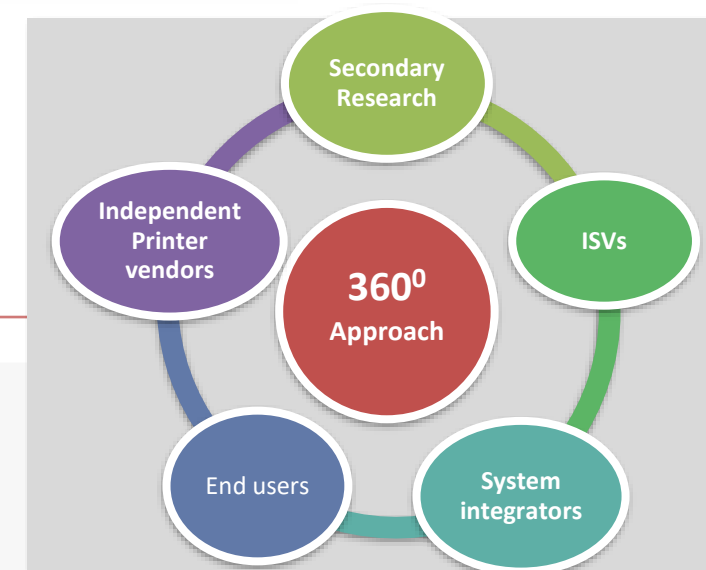 Secondary
Research
Independent
Printer
vendors
ISVs
360⁰
Approach
End users
System
integrators